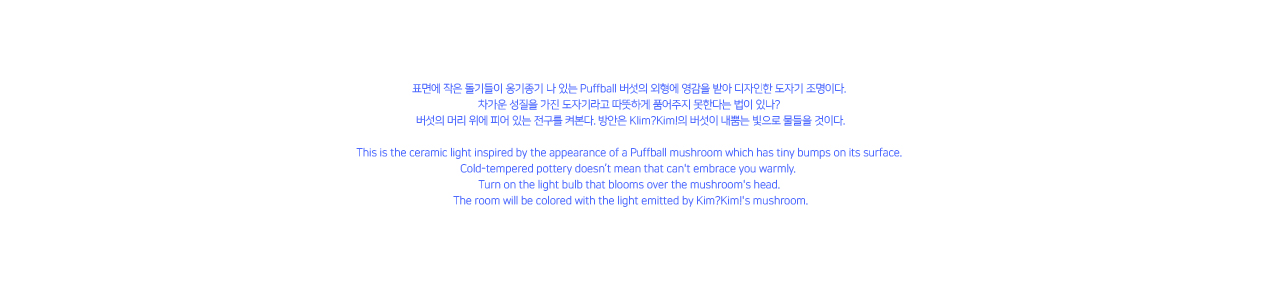 표면에 작은 돌기들이 옹기종기 나 있는 Puffball 버섯의 외형에 영감을 받아 디자인한 도자기 조명이다.
차가운 성질을 가진 도자기라고 따뜻하게 품어주지 못한다는 법이 있나?
버섯의 머리 위에 피어 있는 전구를 켜본다. 방안은 KIim?Kim!의 버섯이 내뿜는 빛으로 물들을 것이다.
This is the ceramic light inspired by the appearance of a Puffball mushroom which has tiny bumps on its surface.
Cold-tempered pottery doesn't mean that can't embrace you warmly.
Turn on the light bulb that blooms over the mushroom's head.
The room will be colored with the light emitted by Kim?Kim!'s mushroom.